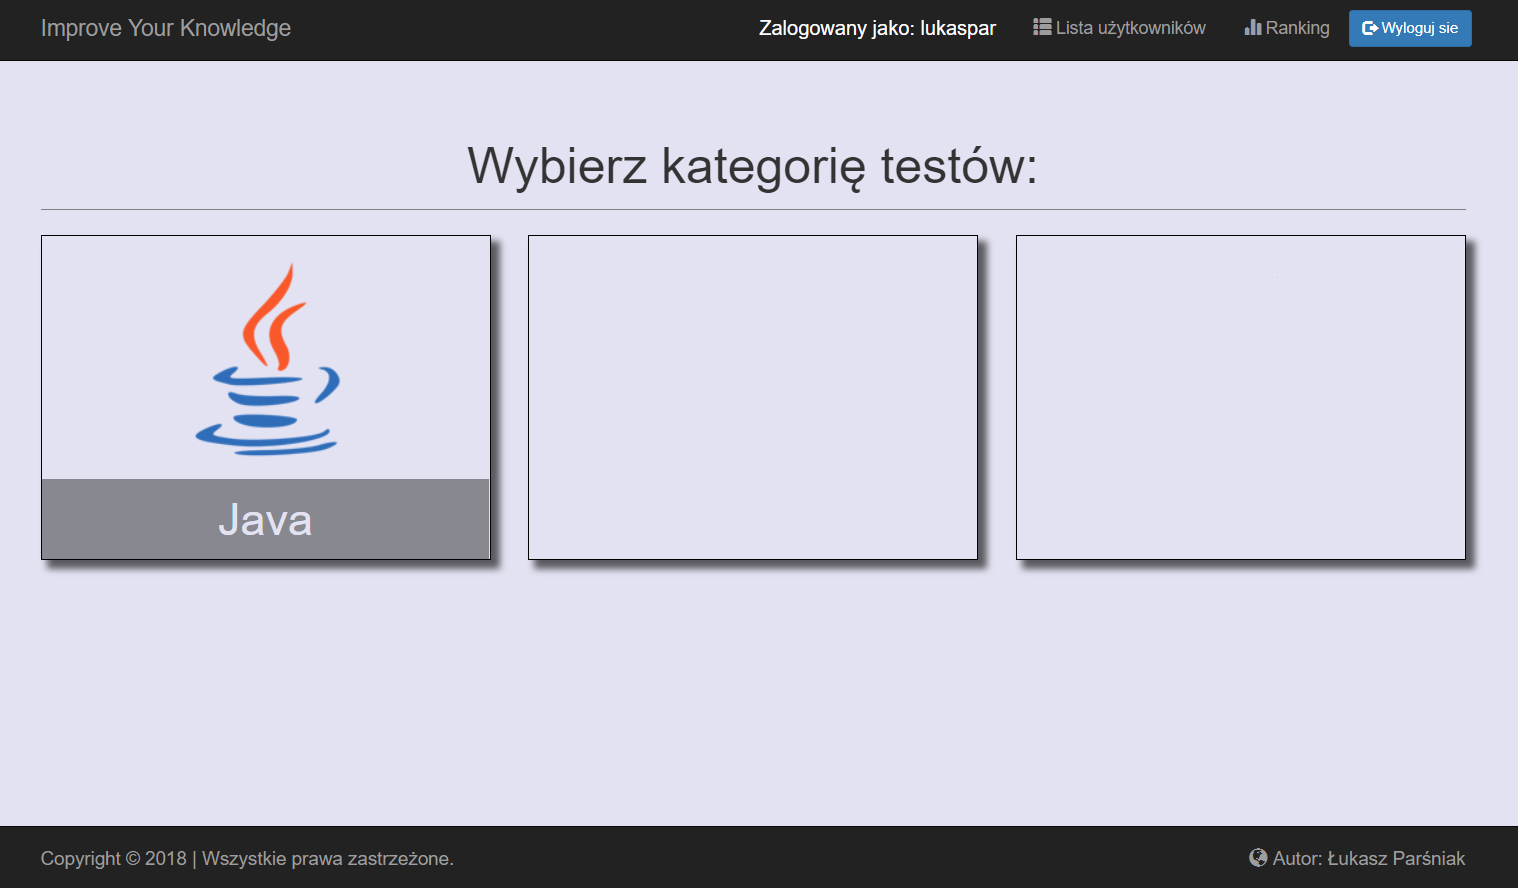 Improve Your Knowledge
Zalogowany jako: lukaspar
Lista użytkowników
Ranking
Wyloguj sie
Wybierz kategorię testów:
Java
Copyright © 2018 | Wszystkie prawa zastrzeżone.
Autor: Łukasz Parśniak